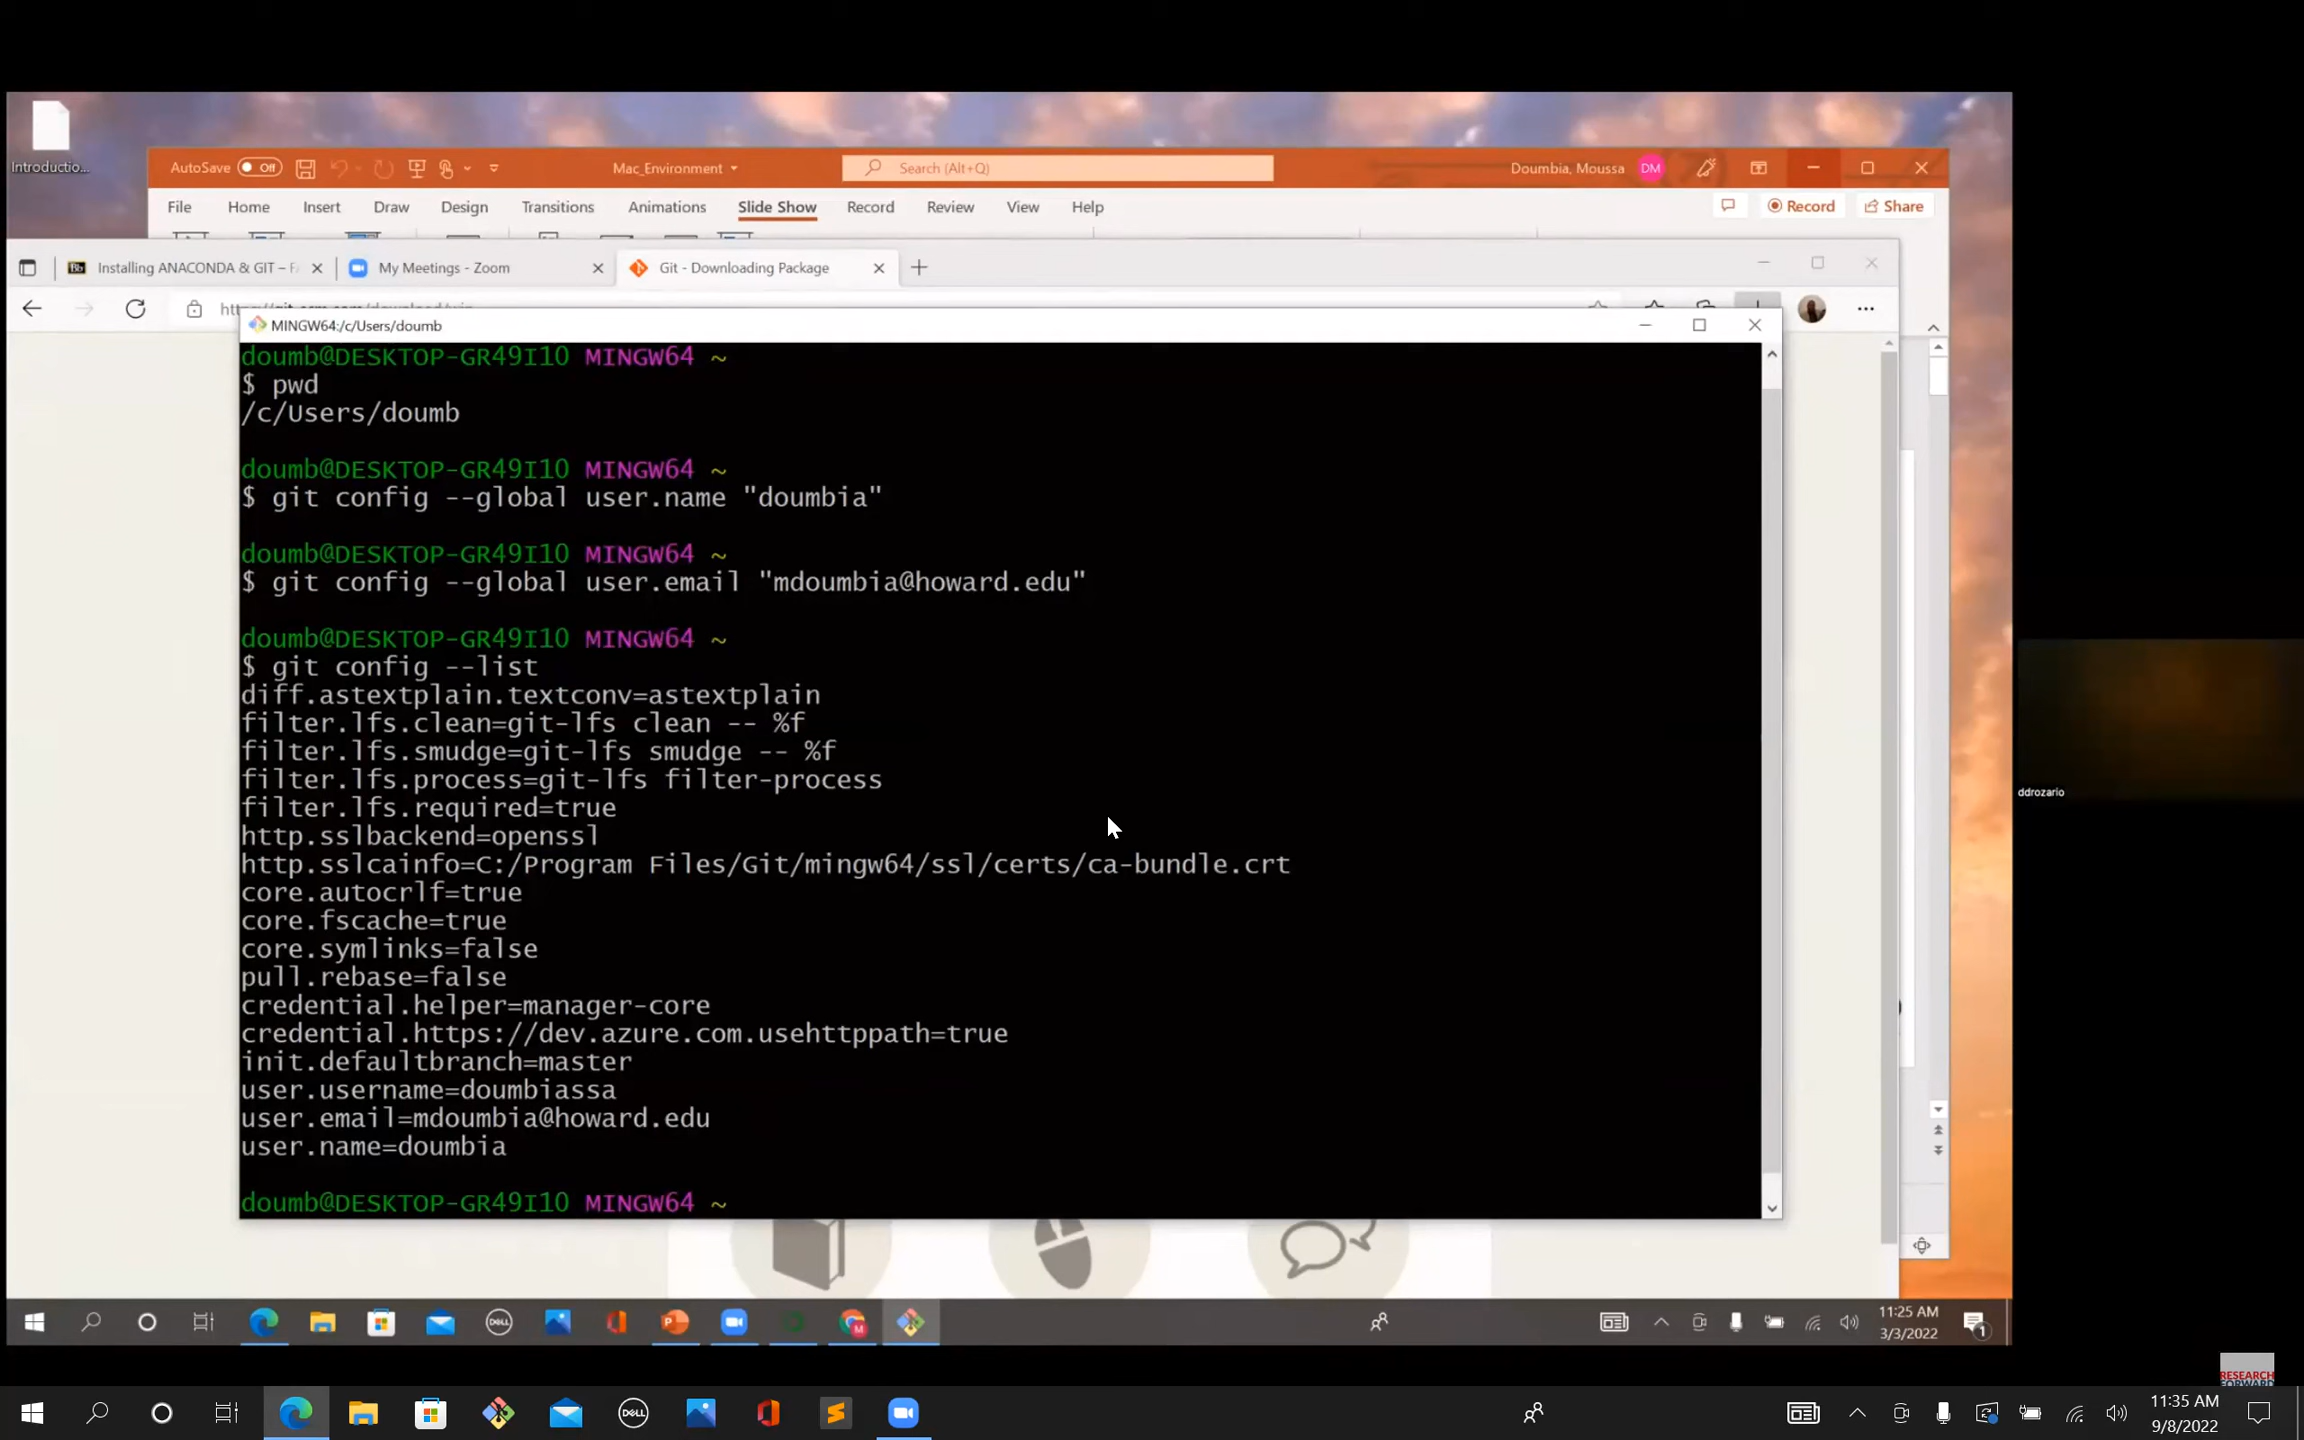 Introductio...
AutoSave Off
Mac_Environment
Search (Alt+Q)
Doumbia, Moussa DM
File Home Insert Draw Design Transitions Animations Slide Show Record Review View Help
Record Share
Installing ANACONDA & GIT – FA
My Meetings - Zoom
Git - Downloading Package
MINGW64:/c/Users/doumb
doumb@DESKTOP-GR49I10 MINGW64 ~
$ pwd
/c/Users/doumb
doumb@DESKTOP-GR49I10 MINGW64 ~
$ git config --global user.name "doumbia"
doumb@DESKTOP-GR49I10 MINGW64 ~
$ git config --global user.email "mdoumbia@howard.edu"
doumb@DESKTOP-GR49I10 MINGW64 ~
$ git config --list
diff.astextplain.textconv=astextplain
filter.lfs.clean=git-lfs clean -- %f
filter.lfs.smudge=git-lfs smudge -- %f
filter.lfs.process=git-lfs filter-process
filter.lfs.required=true
http.sslbackend=openssl
http.sslcainfo=C:/Program Files/Git/mingw64/ssl/certs/ca-bundle.crt
core.autocrlf=true
core.fscache=true
core.symlinks=false
pull.rebase=false
credential.helper=manager-core
credential.https://dev.azure.com.usehttppath=true
init.defaultbranch=master
user.username=doumbiassa
user.email=mdoumbia@howard.edu
user.name=doumbia
doumb@DESKTOP-GR49I10 MINGW64 ~
ddrozario
DELL
11:25 AM
3/3/2022
1
RESEARCH
DELL
11:35 AM
9/8/2022